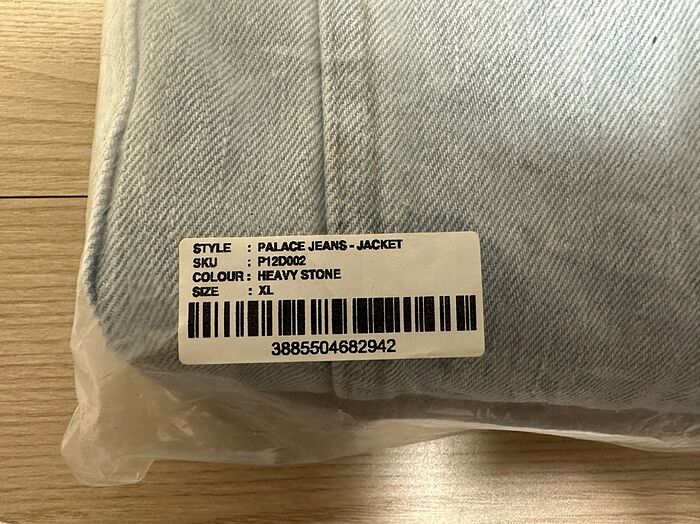 STYLE : PALACE JEANS - JACKET
SKU : P12D002
COLOUR : HEAVY STONE
SIZE : XL
3885504682942